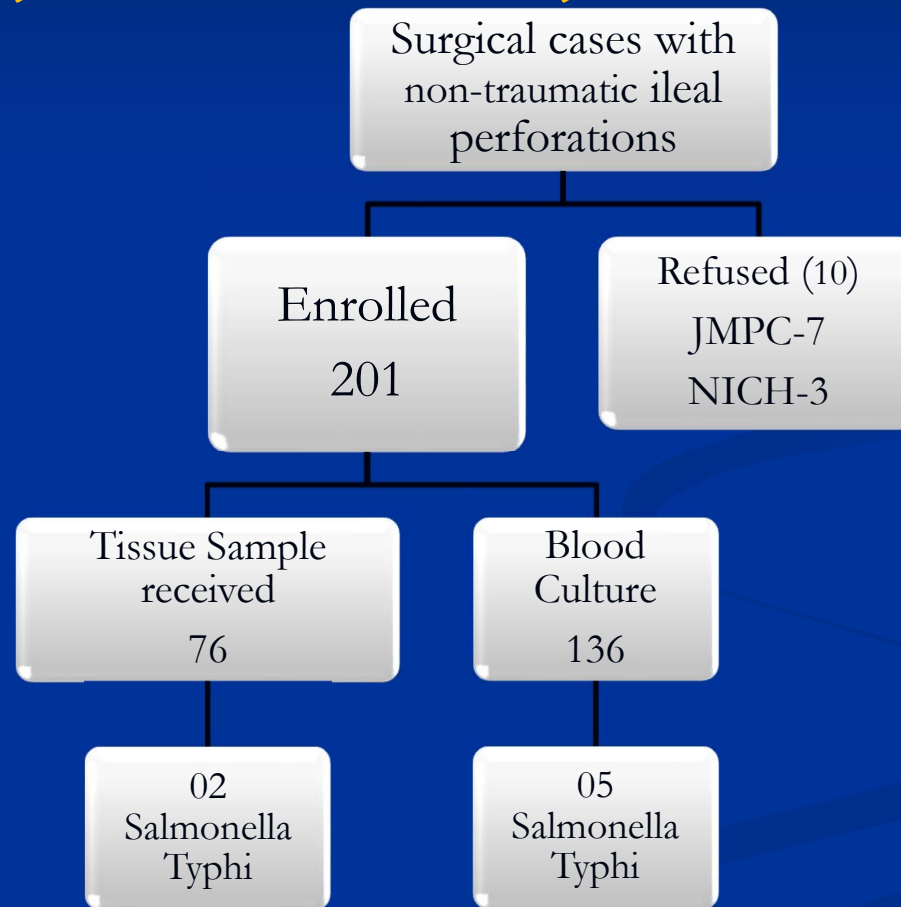 Surgical cases with
non-traumatic ileal
perforations
Enrolled
201
Refused (10)
JMPC-7
NICH-3
Tissue Sample
received
76
Blood
Culture
136
02
Salmonella
Typhi
05
Salmonella
Typhi